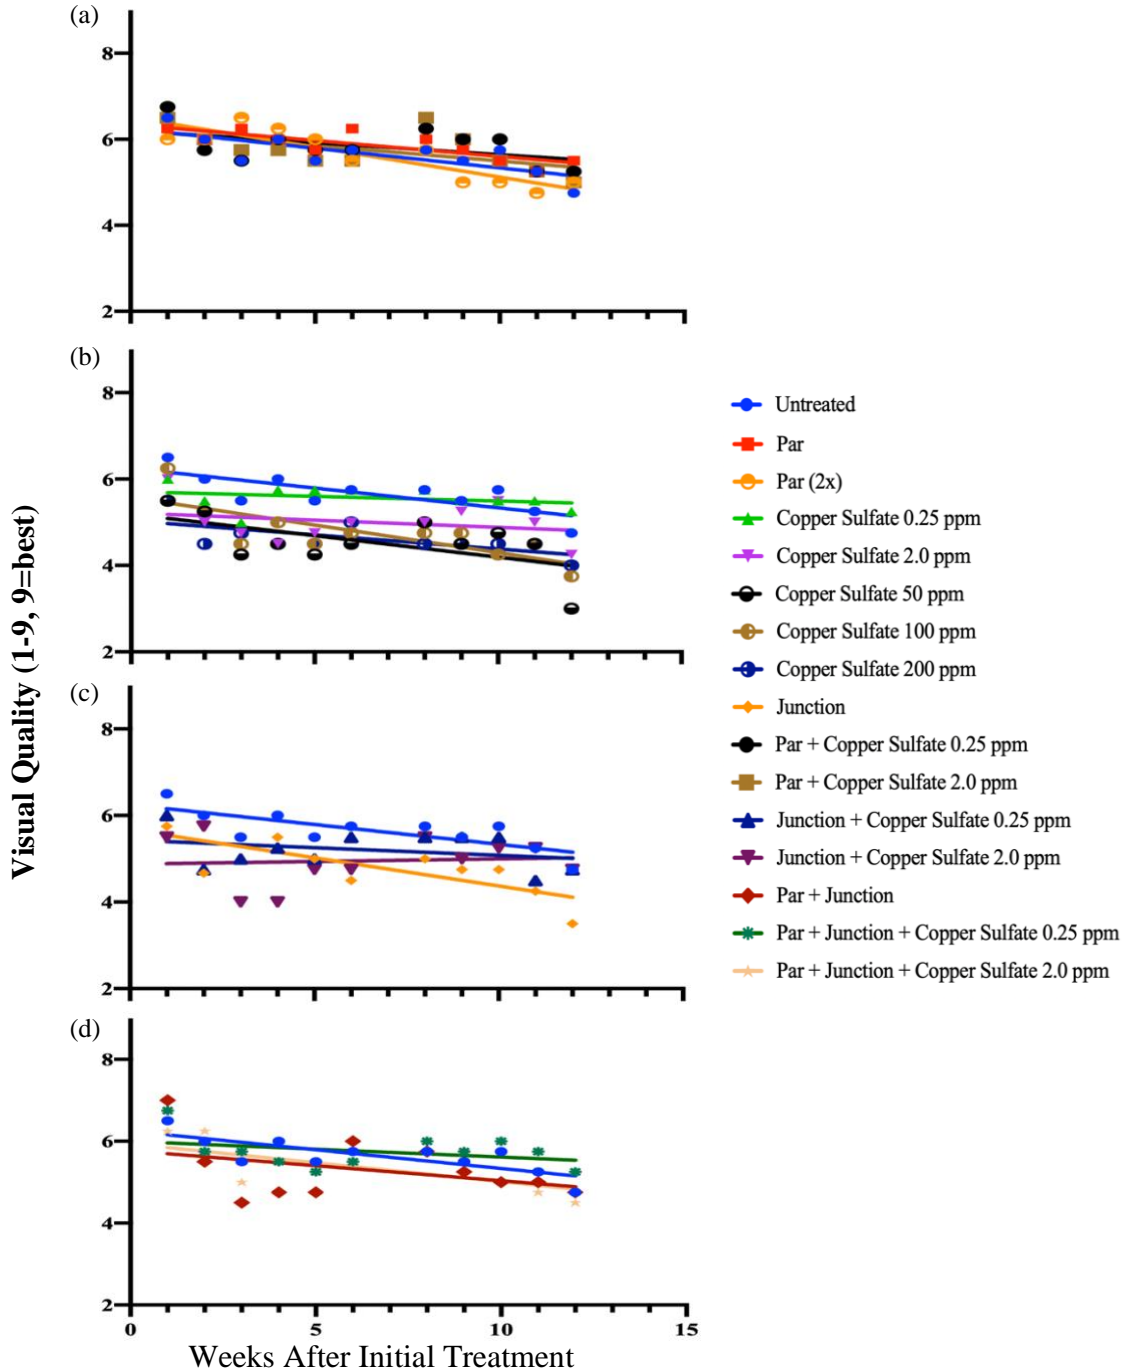 (a)
8
6
4
2
(b)
8
6
4
2
(c)
8
6
4
2
(d)
8
6
4
2
0 5 10 15
Weeks After Initial Treatment
Visual Quality (1-9, 9=best)
Untreated
Par
Par (2x)
Copper Sulfate 0.25 ppm
Copper Sulfate 2.0 ppm
Copper Sulfate 50 ppm
Copper Sulfate 100 ppm
Copper Sulfate 200 ppm
Junction
Par + Copper Sulfate 0.25 ppm
Par + Copper Sulfate 2.0 ppm
Junction + Copper Sulfate 0.25 ppm
Junction + Copper Sulfate 2.0 ppm
Par + Junction
Par + Junction + Copper Sulfate 0.25 ppm
Par + Junction + Copper Sulfate 2.0 ppm